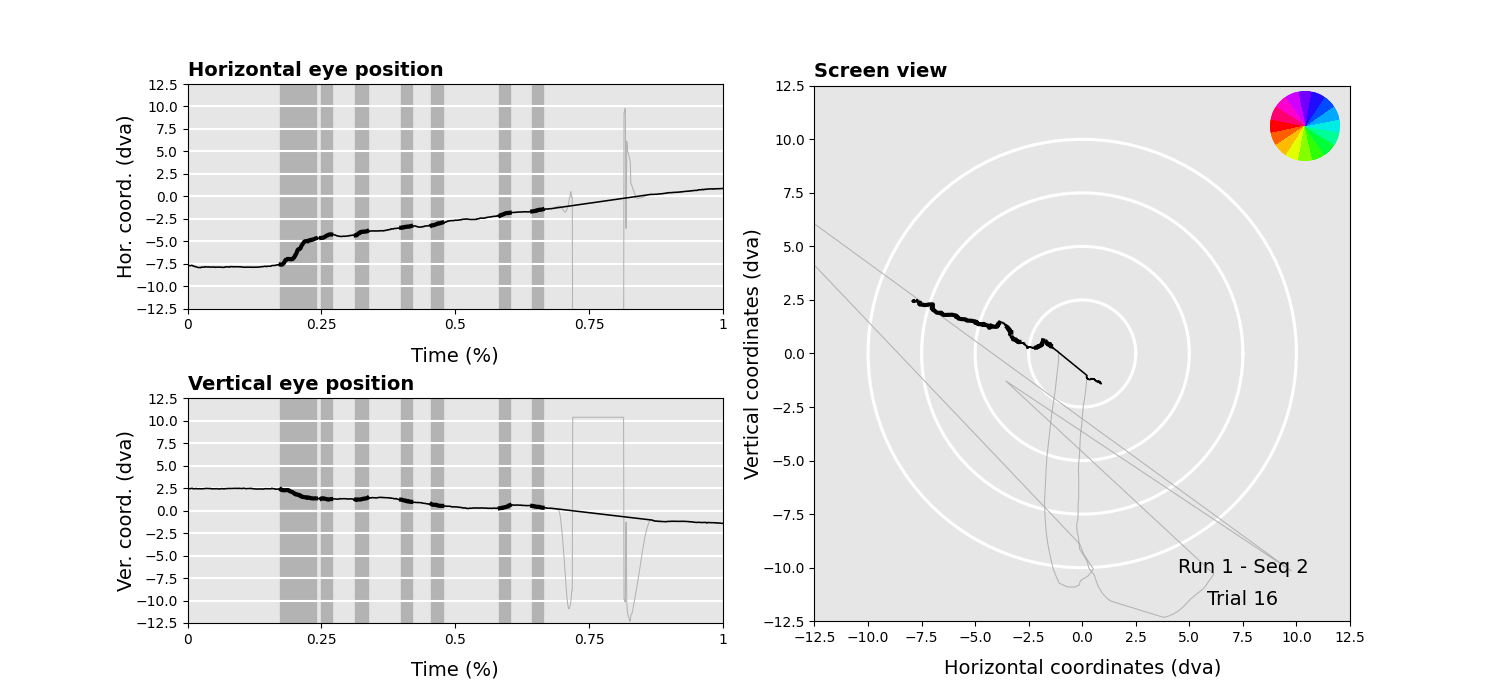 Horizontal eye position
Hor. coord. (dva)
12.5
10.0
7.5
5.0
2.5
0.0
−2.5
−5.0
−7.5
−10.0
−12.5
0 0.25 0.5 0.75 1
Time (%)
Vertical eye position
Ver. coord. (dva)
12.5
10.0
7.5
5.0
2.5
0.0
−2.5
−5.0
−7.5
−10.0
−12.5
0 0.25 0.5 0.75 1
Time (%)
Screen view
Vertical coordinates (dva)
12.5
10.0
7.5
5.0
2.5
0.0
−2.5
−5.0
−7.5
−10.0
−12.5
Run 1 - Seq 2
Trial 16
−12.5 −10.0 −7.5 −5.0 −2.5 0.0 2.5 5.0 7.5 10.0 12.5
Horizontal coordinates (dva)